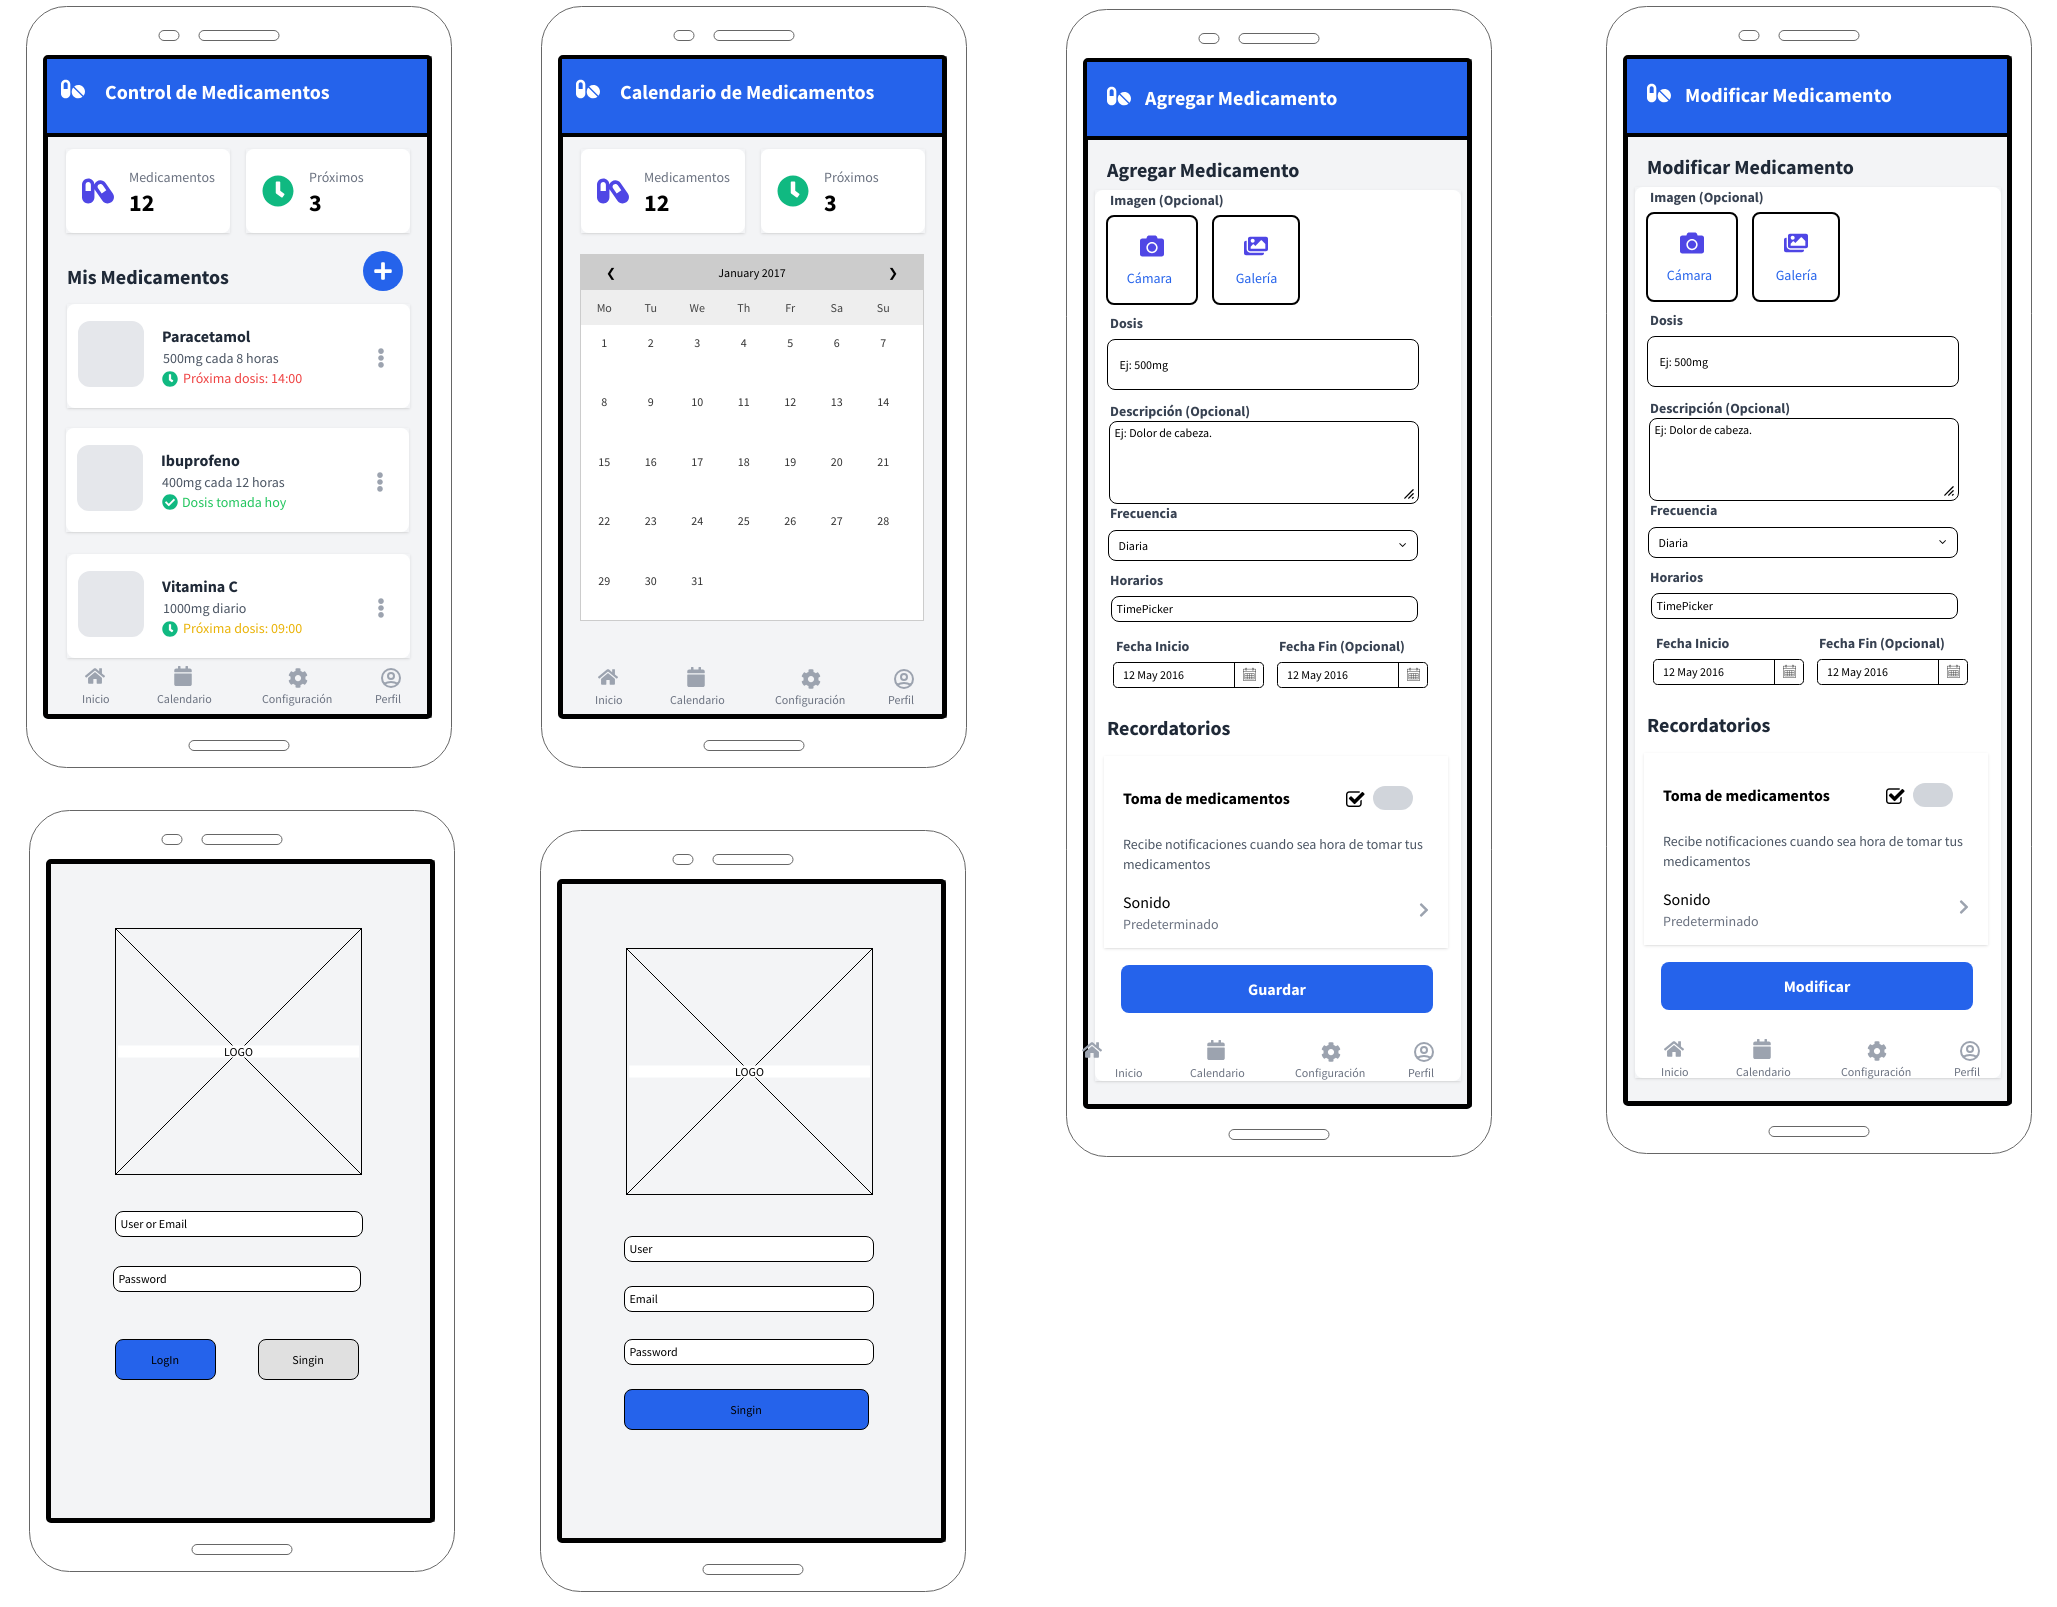 Control de Medicamentos
Medicamentos
12
Próximos
3
Mis Medicamentos
Paracetamol
500mg cada 8 horas
Próxima dosis: 14:00
Ibuprofeno
400mg cada 12 horas
Dosis tomada hoy
Vitamina C
1000mg diario
Próxima dosis: 09:00
Inicio Calendario Configuración Perfil
Calendario de Medicamentos
Medicamentos
12
Próximos
3
January 2017
Mo Tu We Th Fr Sa Su
1 2 3 4 5 6 7
8 9 10 11 12 13 14
15 16 17 18 19 20 21
22 23 24 25 26 27 28
29 30 31
Inicio Calendario Configuración Perfil
Agregar Medicamento
Agregar Medicamento
Imagen (Opcional)
Cámara Galería
Dosis
Ej: 500mg
Descripción (Opcional)
Ej: Dolor de cabeza.
Frecuencia
Diaria
Horarios
TimePicker
Fecha Inicio Fecha Fin (Opcional)
12 May 2016 12 May 2016
Recordatorios
Toma de medicamentos
Recibe notificaciones cuando sea hora de tomar tus
medicamentos
Sonido
Predeterminado
Guardar
Inicio Calendario Configuración Perfil
Modificar Medicamento
Modificar Medicamento
Imagen (Opcional)
Cámara Galería
Dosis
Ej: 500mg
Descripción (Opcional)
Ej: Dolor de cabeza.
Frecuencia
Diaria
Horarios
TimePicker
Fecha Inicio Fecha Fin (Opcional)
12 May 2016 12 May 2016
Recordatorios
Toma de medicamentos
Recibe notificaciones cuando sea hora de tomar tus
medicamentos
Sonido
Predeterminado
Modificar
Inicio Calendario Configuración Perfil
LOGO
User or Email
Password
LogIn Singin
LOGO
User
Email
Password
Singin